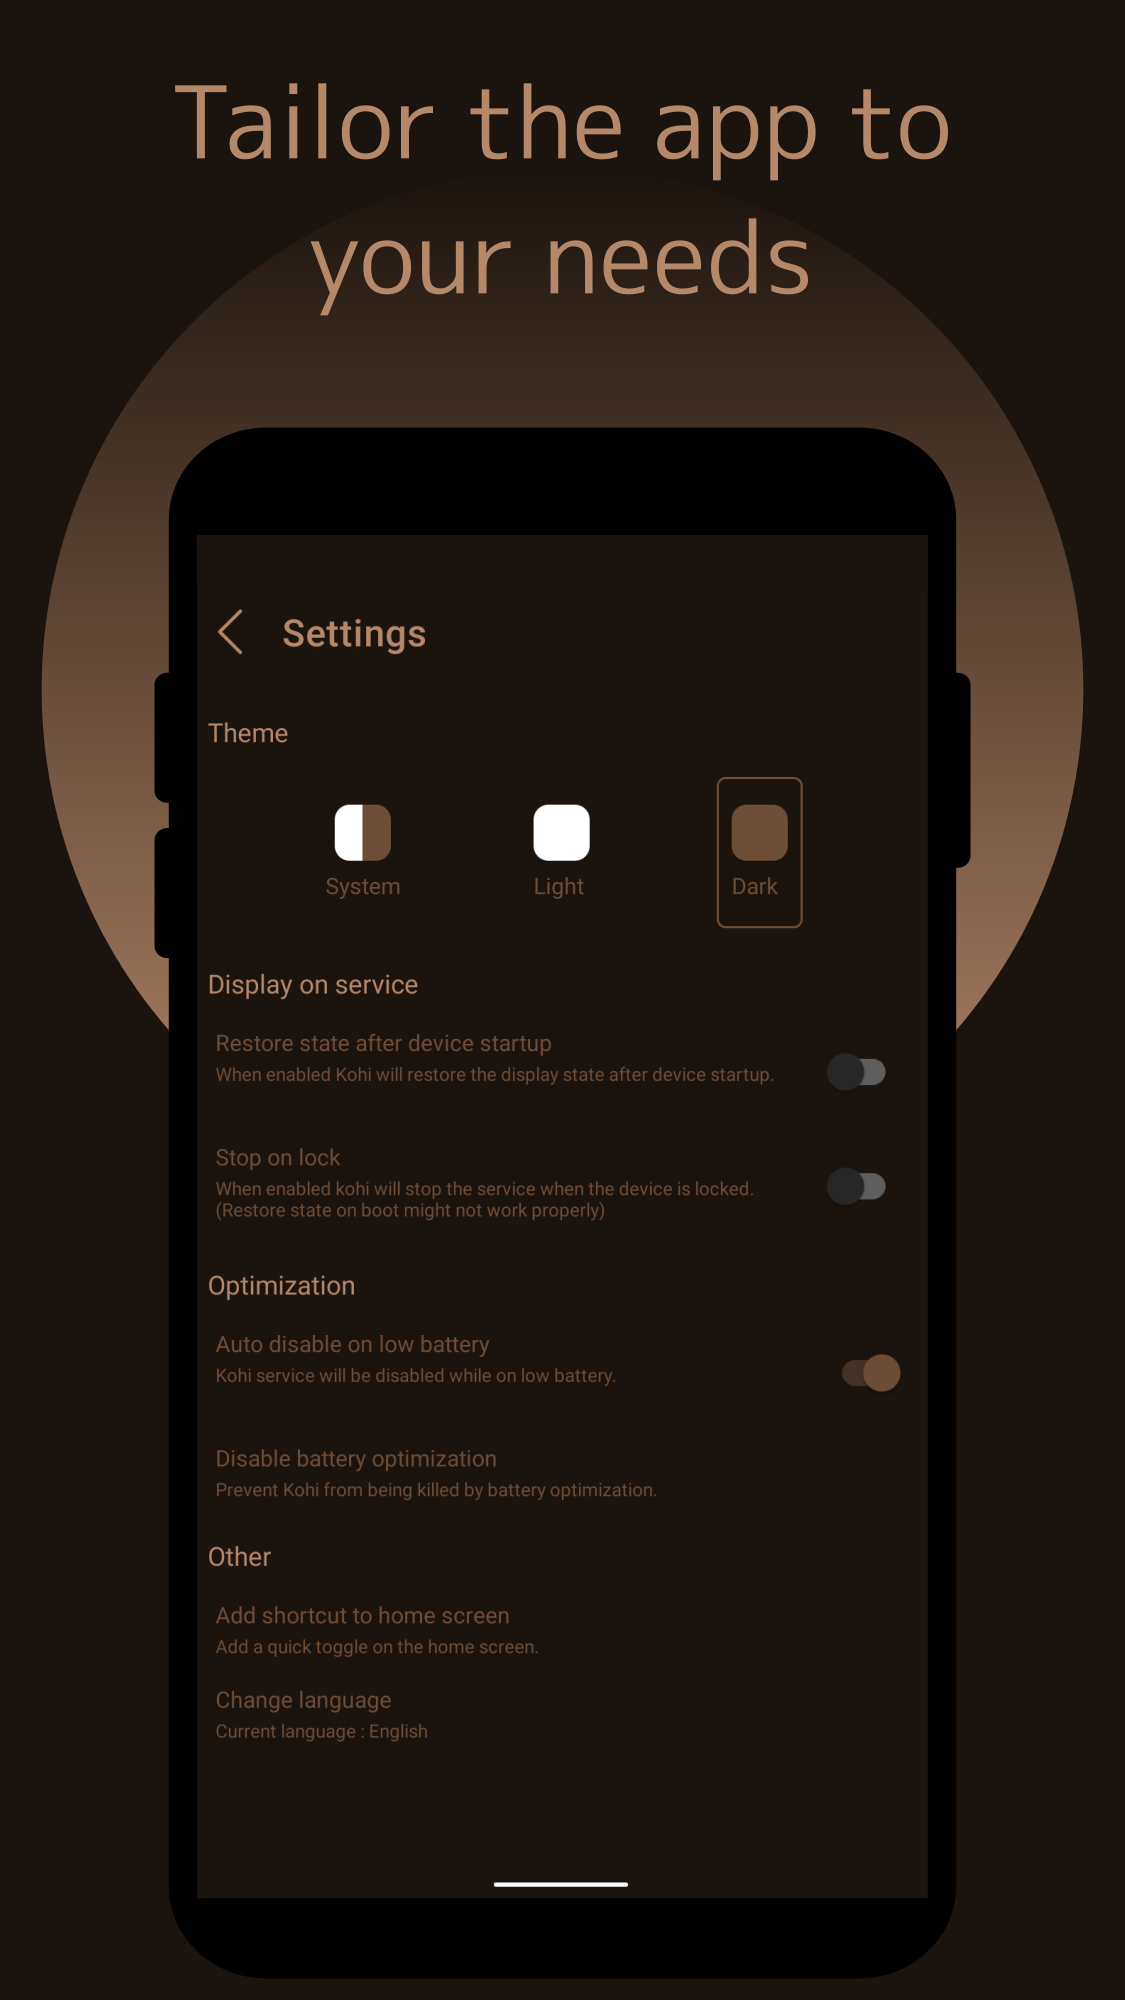 Tailor the app to
your needs
Settings
Theme
System
Light
Dark
Display on service
Restore state after device startup
When enabled Kohi will restore the display state after device startup.
Stop on lock
When enabled kohi will stop the service when the device is locked.
(Restore state on boot might not work properly)
Optimization
Auto disable on low battery
Kohi service will be disabled while on low battery.
Disable battery optimization
Prevent Kohi from being killed by battery optimization.
Other
Add shortcut to home screen
Add a quick toggle on the home screen.
Change language
Current language : English